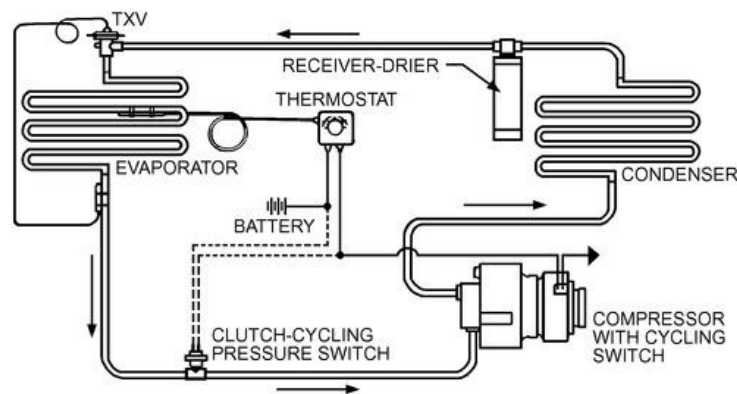 TXV
RECEIVER-DRIER
THERMOSTAT
EVAPORATOR
CONDENSER
BATTERY
CLUTCH-CYCLING
PRESSURE SWITCH
COMPRESSOR
WITH CYCLING
SWITCH